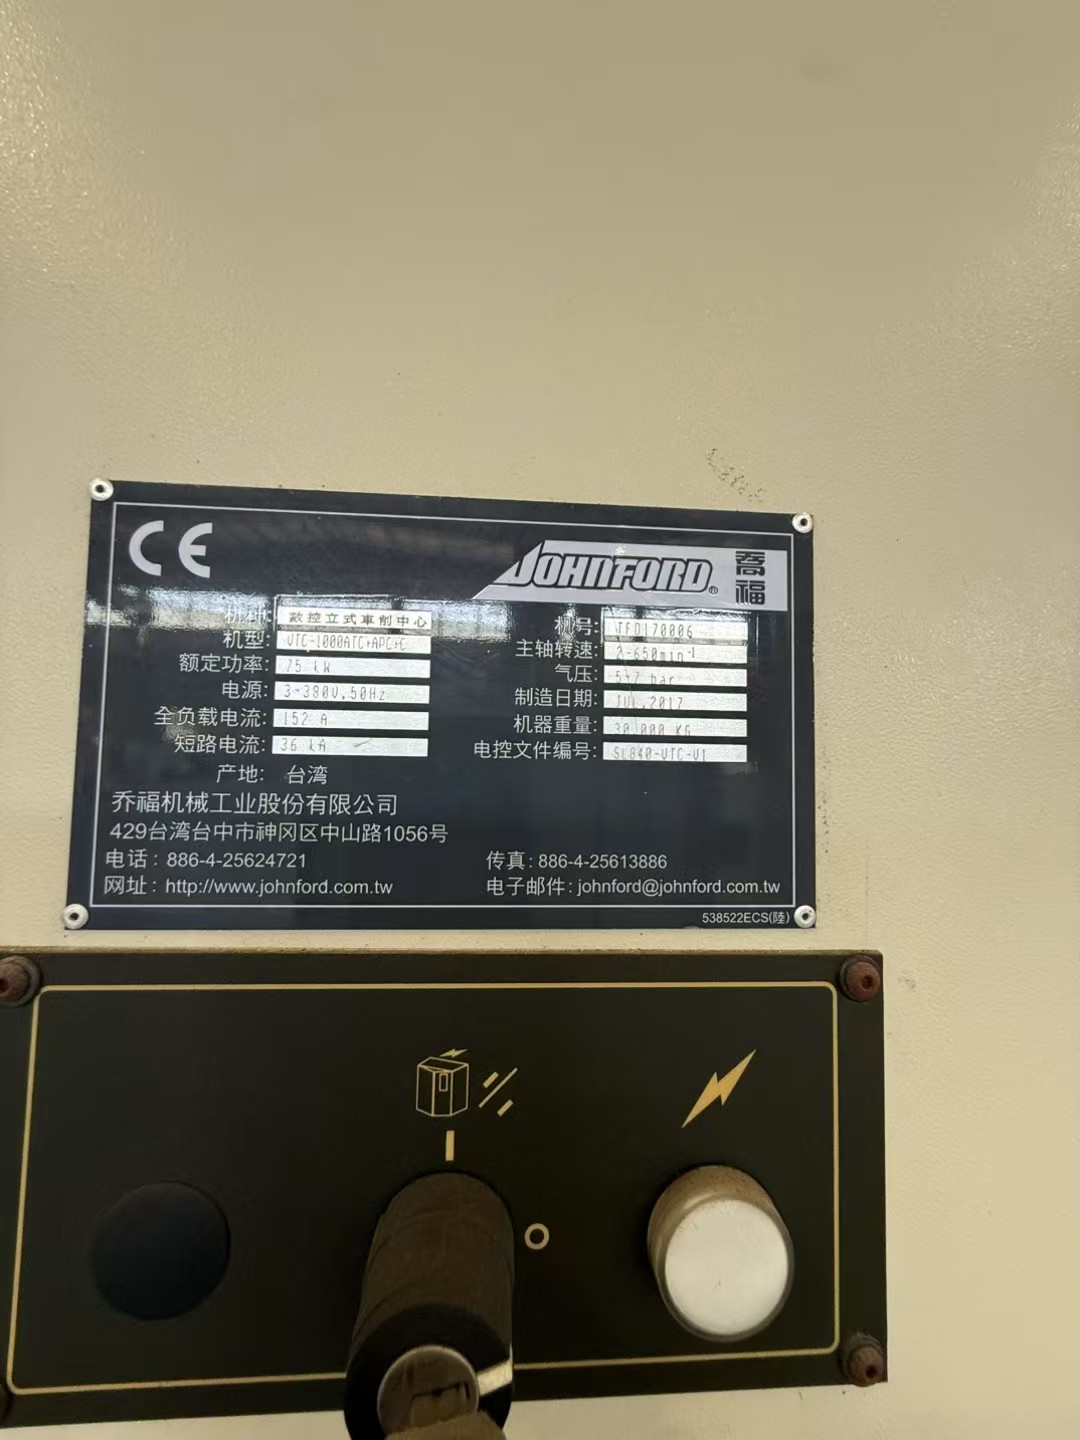 CE
JOHNFORD® 喬福
机种: 數控立式車削中心
机型: VTC-1000ATC+APC+C
额定功率: 75 kW
电源: 3~380V,50Hz
全负载电流: 152 A
短路电流: 36 kA
产地: 台湾
机号: JFD170006
主轴转速: 2-650min⁻¹
气压: 5~7 bar
制造日期: JUL.2017
机器重量: 30,000 KG
电控文件编号: SL840-VTC-V1
乔福机械工业股份有限公司
429台湾台中市神冈区中山路1056号
电话: 886-4-25624721
传真: 886-4-25613886
网址: http://www.johnford.com.tw
电子邮件: johnford@johnford.com.tw
538522ECS(陸)